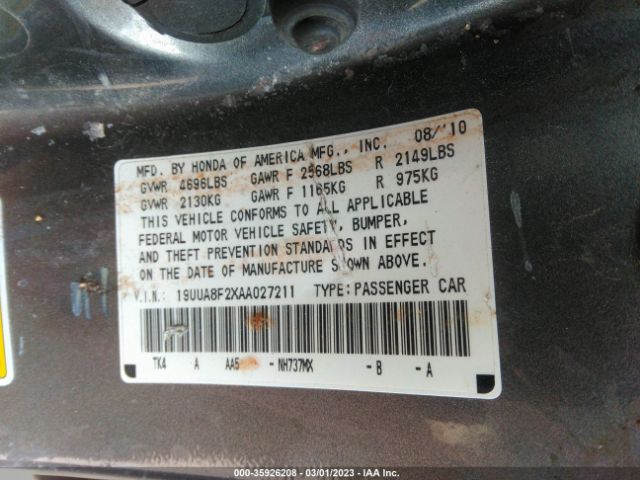 MFD. BY HONDA OF AMERICA MFG., INC. 08/'10
GVWR 4696LBS GAWR F 2568LBS R 2149LBS
GVWR 2130KG GAWR F 1165KG R 975KG
THIS VEHICLE CONFORMS TO ALL APPLICABLE
FEDERAL MOTOR VEHICLE SAFETY, BUMPER,
AND THEFT PREVENTION STANDARDS IN EFFECT
ON THE DATE OF MANUFACTURE SHOWN ABOVE.
V.I.N.: 19UUA8F2XAA027211 TYPE: PASSENGER CAR
TK4 A AA5 -NH737MX -B -A
000-35926208 - 03/01/2023 - IAA Inc.